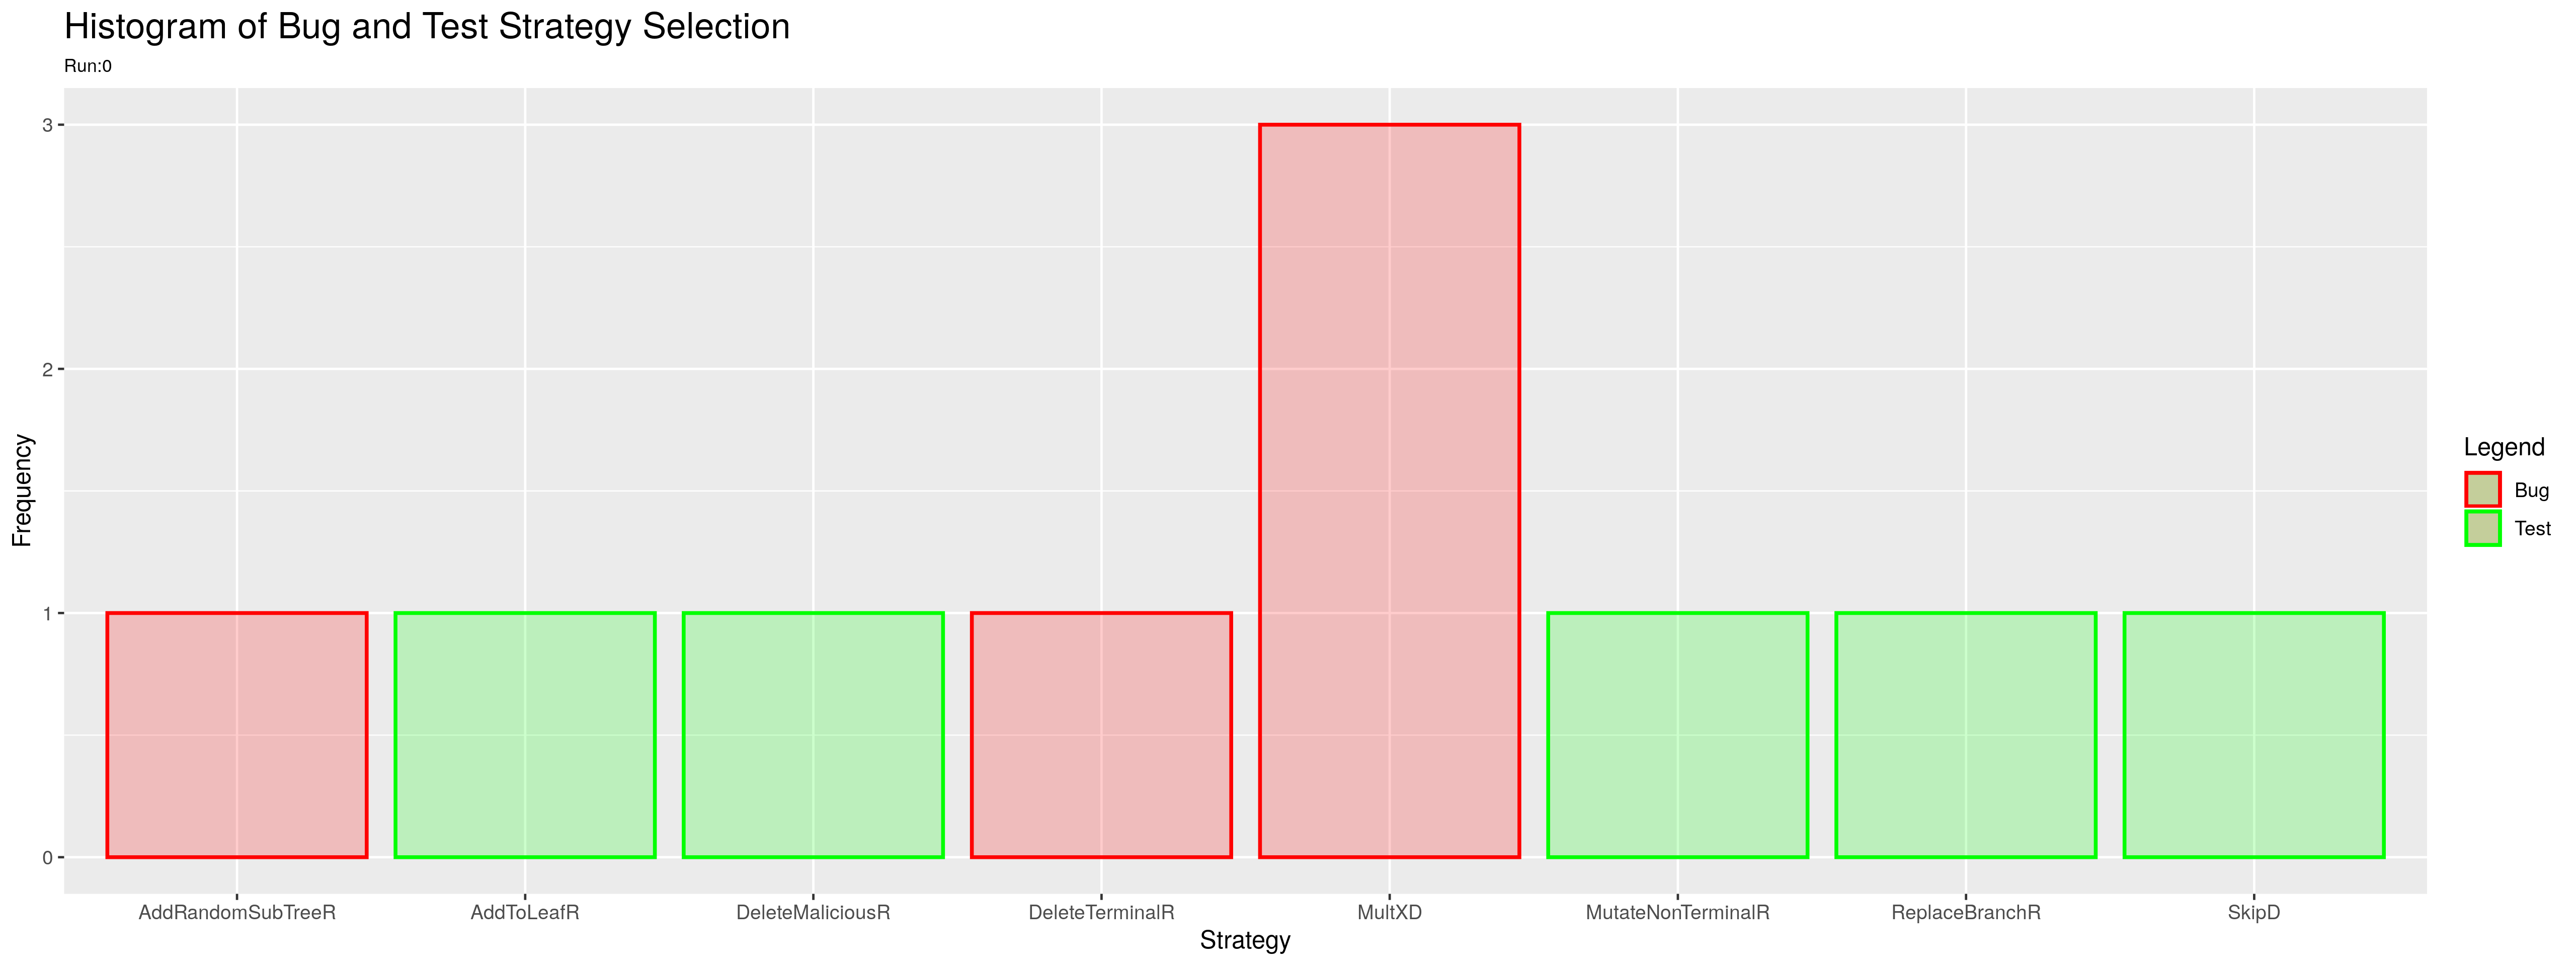 Histogram of Bug and Test Strategy Selection
Run:0
3
2
1
0
Frequency
AddRandomSubTreeR AddToLeafR DeleteMaliciousR DeleteTerminalR MultXD MutateNonTerminalR ReplaceBranchR SkipD
Strategy
Legend
Bug
Test